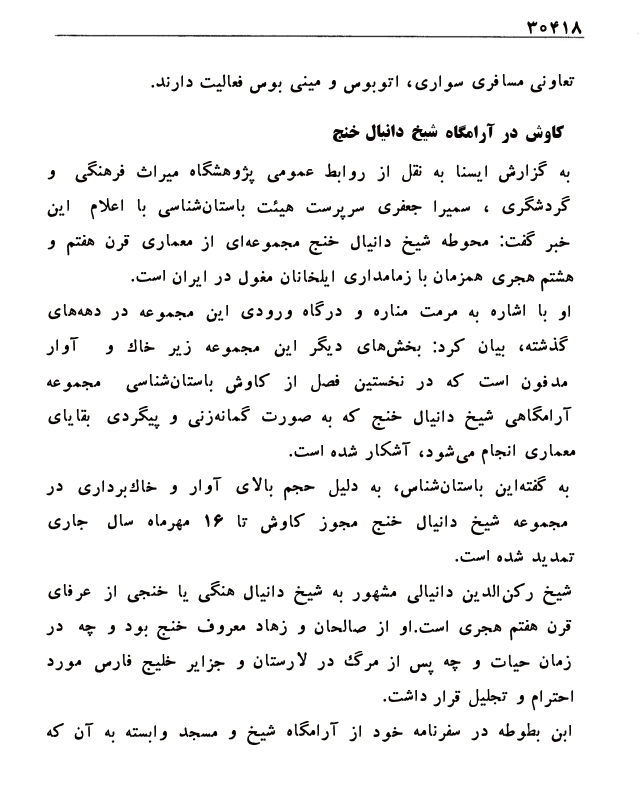 ۳۰۴۱۸
تعاونی مسافری سواری، اتوبوس و مینی بوس فعالیت دارند.
کاوش در آرامگاه شیخ دانیال خنج
به گزارش ایسنا به نقل از روابط عمومی پژوهشگاه میراث فرهنگی و
گردشگری ، سمیرا جعفری سرپرست هیئت باستان‌شناسی با اعلام این
خبر گفت: محوطه شیخ دانیال خنج مجموعه‌ای از معماری قرن هفتم و
هشتم هجری همزمان با زمامداری ایلخانان مغول در ایران است.
او با اشاره به مرمت مناره و درگاه ورودی این مجموعه در دهه‌های
گذشته، بیان کرد: بخش‌های دیگر این مجموعه زیر خاك و آوار
مدفون است که در نخستین فصل از کاوش باستان‌شناسی مجموعه
آرامگاهی شیخ دانیال خنج که به صورت گمانه‌زنی و پیگردی بقایای
معماری انجام می‌شود، آشکار شده است.
به گفته‌این باستان‌شناس، به دلیل حجم بالای آوار و خاك‌برداری در
مجموعه شیخ دانیال خنج مجوز کاوش تا ۱۶ مهرماه سال جاری
تمدید شده است.
شیخ رکن‌الدین دانیالی مشهور به شیخ دانیال هنگی یا خنجی از عرفای
قرن هفتم هجری است.او از صالحان و زهاد معروف خنج بود و چه در
زمان حیات و چه پس از مرگ در لارستان و جزایر خلیج فارس مورد
احترام و تجلیل قرار داشت.
ابن بطوطه در سفرنامه خود از آرامگاه شیخ و مسجد وابسته به آن که